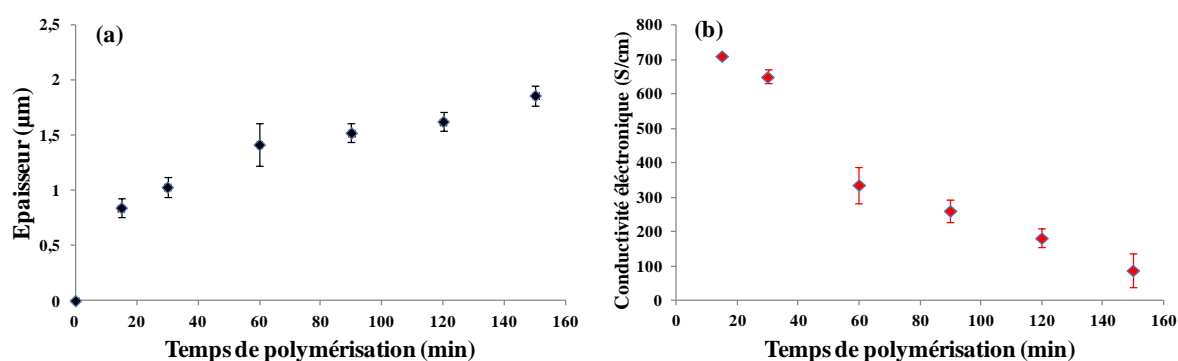 (a)
Epaisseur (µm)
2,5
2
1,5
1
0,5
0
0 20 40 60 80 100 120 140 160
Temps de polymérisation (min)
(b)
Conductivité éléctronique (S/cm)
800
700
600
500
400
300
200
100
0
0 20 40 60 80 100 120 140 160
Temps de polymérisation (min)